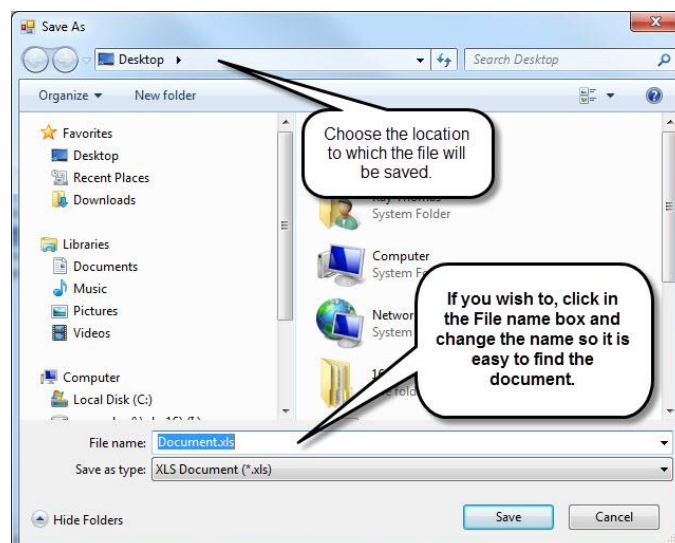 Save As
Desktop
Search Desktop
Organize
New folder
Favorites
Desktop
Recent Places
Downloads
Libraries
Documents
Music
Pictures
Videos
Computer
Local Disk (C:)
Choose the location
to which the file will
be saved.
System Folder
Computer
System
If you wish to, click in
the File name box and
change the name so it is
easy to find the
document.
File name: Document.xls
Save as type: XLS Document (*.xls)
Hide Folders
Save
Cancel